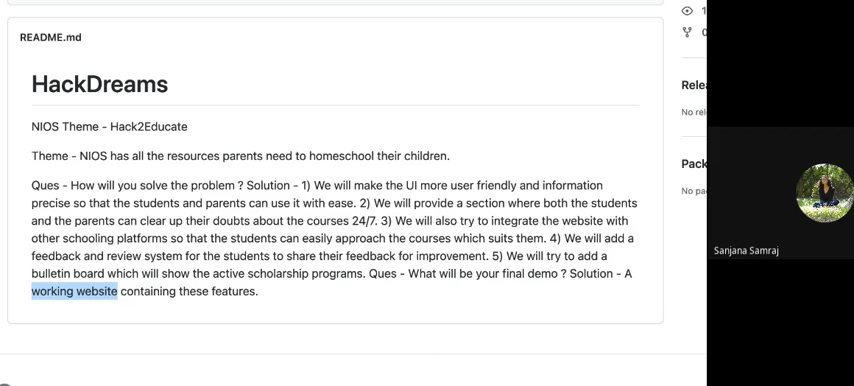 README.md
HackDreams
NIOS Theme - Hack2Educate
Theme - NIOS has all the resources parents need to homeschool their children.
Ques - How will you solve the problem ? Solution - 1) We will make the UI more user friendly and information
precise so that the students and parents can use it with ease. 2) We will provide a section where both the students
and the parents can clear up their doubts about the courses 24/7. 3) We will also try to integrate the website with
other schooling platforms so that the students can easily approach the courses which suits them. 4) We will add a
feedback and review system for the students to share their feedback for improvement. 5) We will try to add a
bulletin board which will show the active scholarship programs. Ques - What will be your final demo ? Solution - A
working website containing these features.
1
0
Relea
No rel
Pack
No pa
Sanjana Samraj